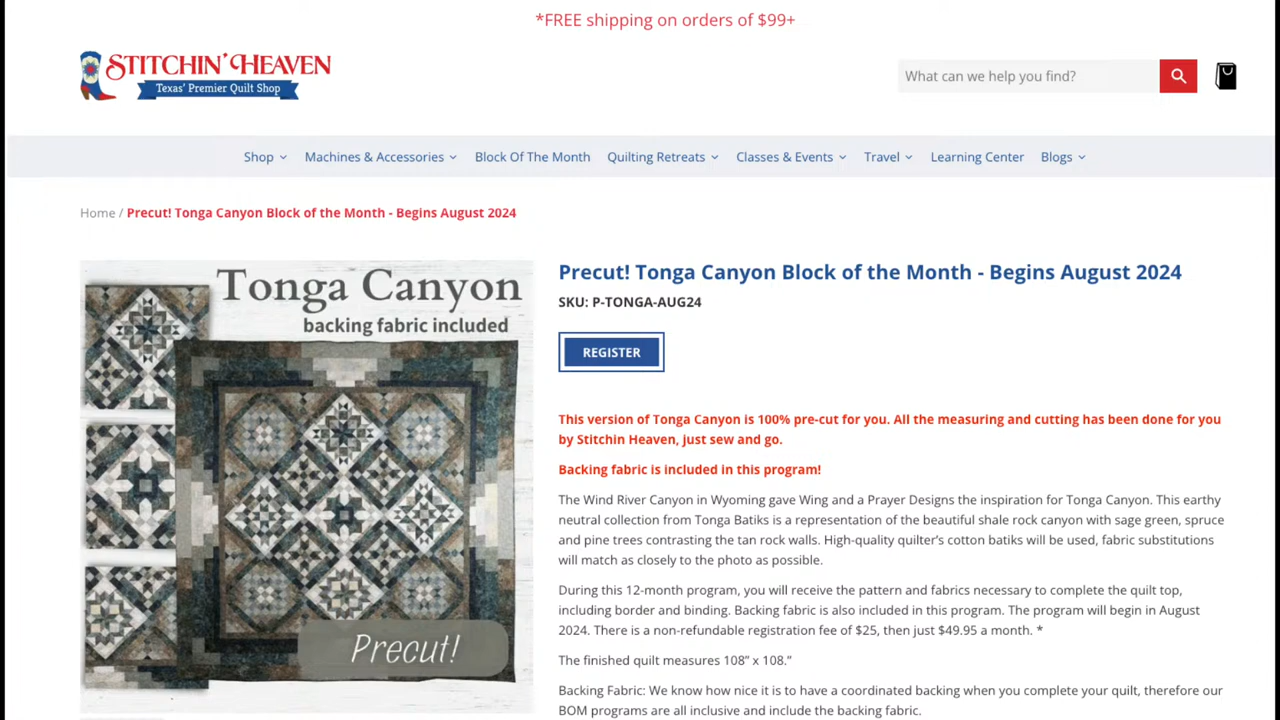 *FREE shipping on orders of $99+
STITCHIN' HEAVEN
Texas' Premier Quilt Shop
What can we help you find?
Shop
Machines & Accessories
Block Of The Month
Quilting Retreats
Classes & Events
Travel
Learning Center
Blogs
Home / Precut! Tonga Canyon Block of the Month - Begins August 2024
Tonga Canyon
backing fabric included
Precut!
Precut! Tonga Canyon Block of the Month - Begins August 2024
SKU: P-TONGA-AUG24
REGISTER
This version of Tonga Canyon is 100% pre-cut for you. All the measuring and cutting has been done for you
by Stitchin Heaven, just sew and go.
Backing fabric is included in this program!
The Wind River Canyon in Wyoming gave Wing and a Prayer Designs the inspiration for Tonga Canyon. This earthy
neutral collection from Tonga Batiks is a representation of the beautiful shale rock canyon with sage green, spruce
and pine trees contrasting the tan rock walls. High-quality quilter's cotton batiks will be used, fabric substitutions
will match as closely to the photo as possible.
During this 12-month program, you will receive the pattern and fabrics necessary to complete the quilt top,
including border and binding. Backing fabric is also included in this program. The program will begin in August
2024. There is a non-refundable registration fee of $25, then just $49.95 a month. *
The finished quilt measures 108" x 108."
Backing Fabric: We know how nice it is to have a coordinated backing when you complete your quilt, therefore our
BOM programs are all inclusive and include the backing fabric.